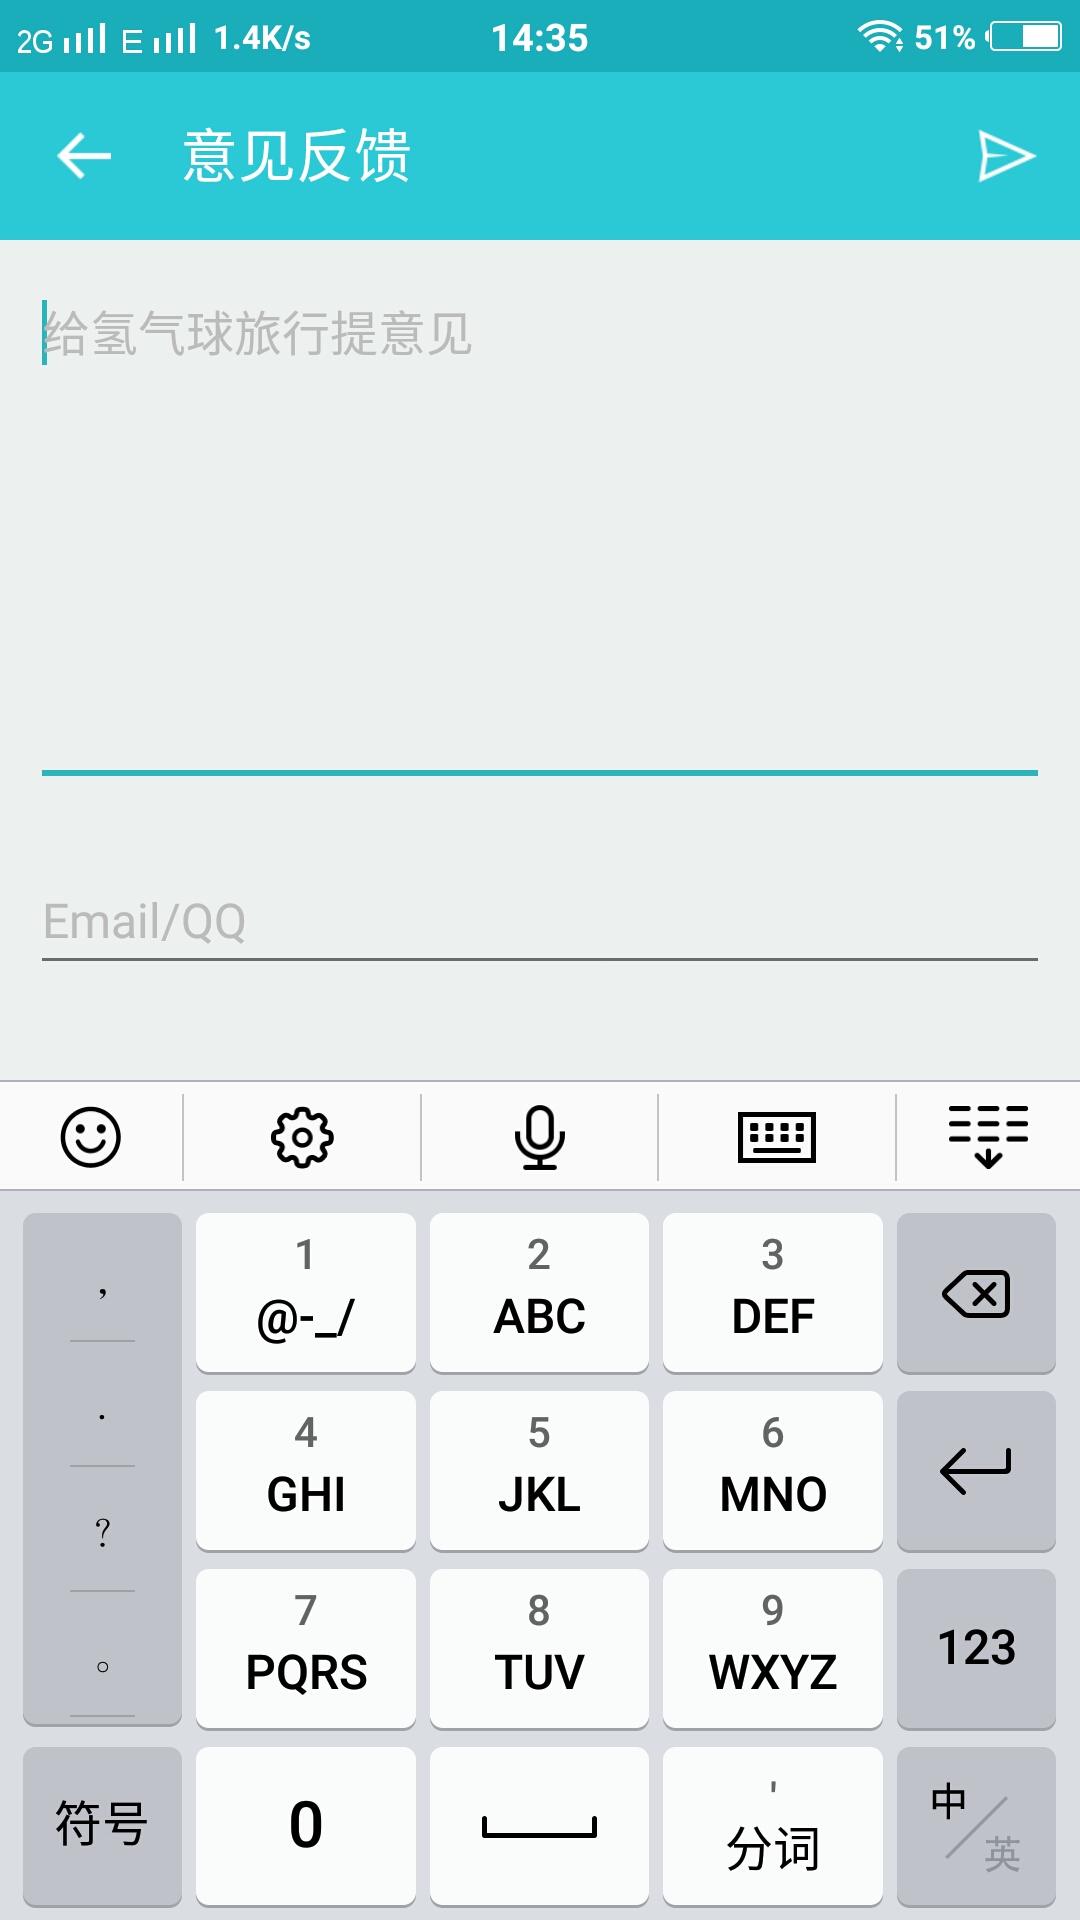 2G E 1.4K/s 14:35 51%
意见反馈
给氢气球旅行提意见
Email/QQ
, 1 2 3
@-_/ ABC DEF
. 4 5 6
GHI JKL MNO
?
7 8 9
。 PQRS TUV WXYZ 123
符号 0 ' 分词 中/英